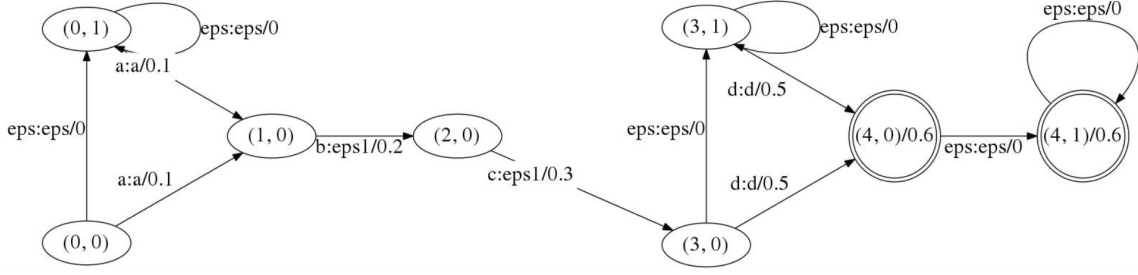 eps:eps/0
(0, 1)
eps:eps/0
(3, 1)
eps:eps/0
a:a/0.1
d:d/0.5
eps:eps/0
(1, 0)
b:eps1/0.2
(2, 0)
eps:eps/0
(4, 0)/0.6
eps:eps/0
(4, 1)/0.6
a:a/0.1
c:eps1/0.3
d:d/0.5
(0, 0)
(3, 0)